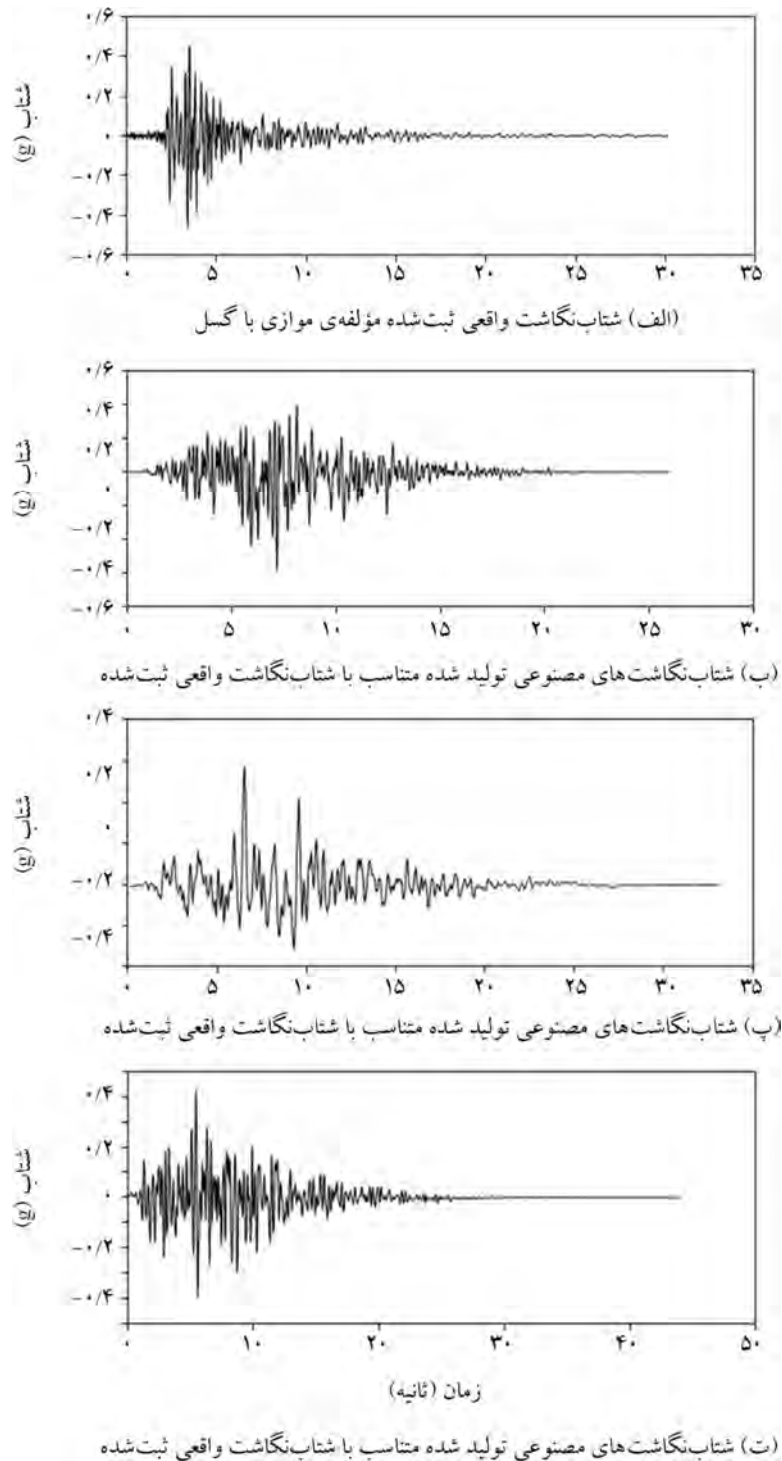 ۰/۶
۰/۴
۰/۲
۰
−۰/۲
−۰/۴
−۰/۶
شتاب (g)
۰ ۵ ۱۰ ۱۵ ۲۰ ۲۵ ۳۰ ۳۵
(الف) شتاب‌نگاشت واقعی ثبت‌شده مؤلفه‌ی موازی با گسل
۰/۶
۰/۴
۰/۲
۰
−۰/۲
−۰/۴
−۰/۶
شتاب (g)
۰ ۵ ۱۰ ۱۵ ۲۰ ۲۵ ۳۰
(ب) شتاب‌نگاشت‌های مصنوعی تولید شده متناسب با شتاب‌نگاشت واقعی ثبت‌شده
۰/۴
۰/۲
۰
−۰/۲
−۰/۴
شتاب (g)
۰ ۵ ۱۰ ۱۵ ۲۰ ۲۵ ۳۰ ۳۵
(پ) شتاب‌نگاشت‌های مصنوعی تولید شده متناسب با شتاب‌نگاشت واقعی ثبت‌شده
۰/۴
۰/۲
۰
−۰/۲
−۰/۴
شتاب (g)
۰ ۱۰ ۲۰ ۳۰ ۴۰ ۵۰
زمان (ثانیه)
(ت) شتاب‌نگاشت‌های مصنوعی تولید شده متناسب با شتاب‌نگاشت واقعی ثبت‌شده